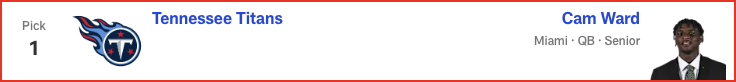 Pick
1
T
Tennessee Titans
Cam Ward
Miami · QB · Senior